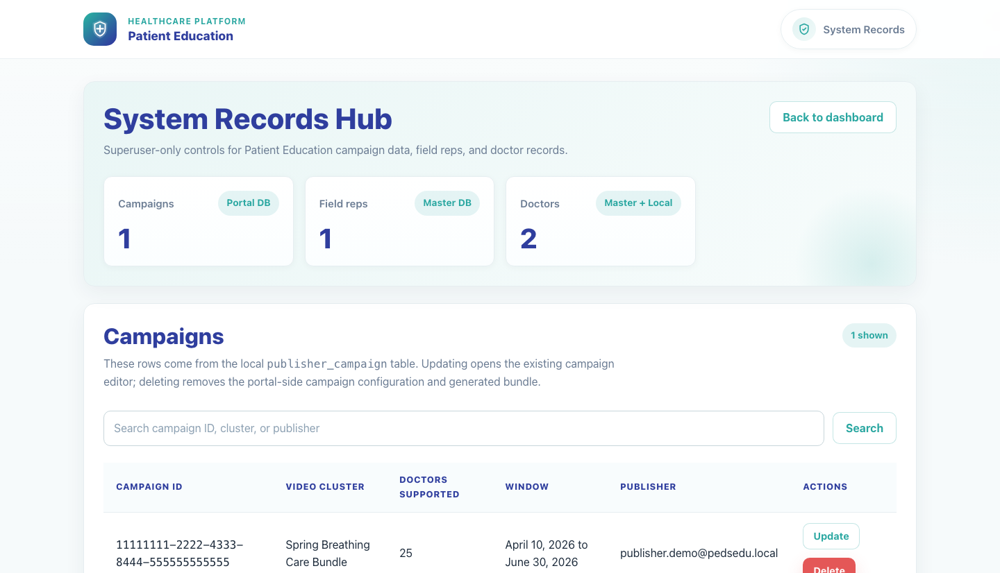 HEALTHCARE PLATFORM
Patient Education
System Records
System Records Hub
Back to dashboard
Superuser-only controls for Patient Education campaign data, field reps, and doctor records.
Campaigns
Portal DB
1
Field reps
Master DB
1
Doctors
Master + Local
2
Campaigns
1 shown
These rows come from the local publisher_campaign table. Updating opens the existing campaign
editor; deleting removes the portal-side campaign configuration and generated bundle.
Search campaign ID, cluster, or publisher
Search
CAMPAIGN ID
VIDEO CLUSTER
DOCTORS
SUPPORTED
WINDOW
PUBLISHER
ACTIONS
11111111-2222-4333-
8444-555555555555
Spring Breathing
Care Bundle
25
April 10, 2026 to
June 30, 2026
publisher.demo@pedsedu.local
Update
Delete